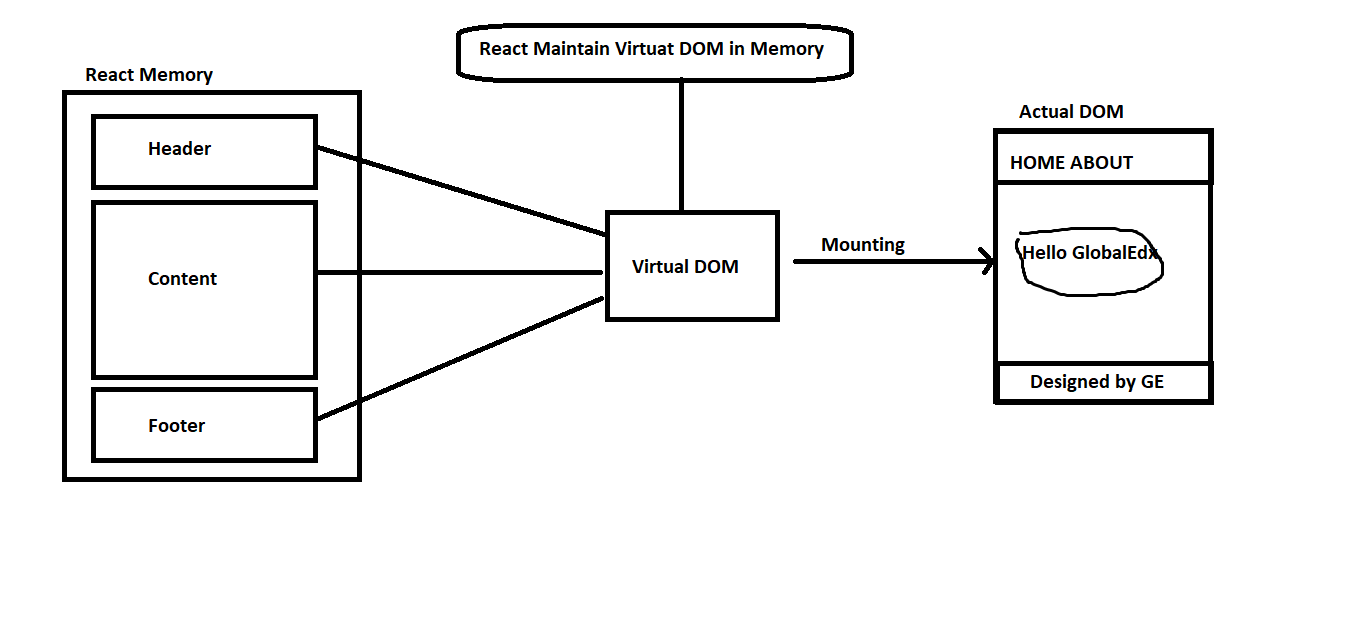 React Maintain Virtuat DOM in Memory
React Memory
Header
Content
Footer
Virtual DOM
Mounting
Actual DOM
HOME ABOUT
Hello GlobalEdx
Designed by GE